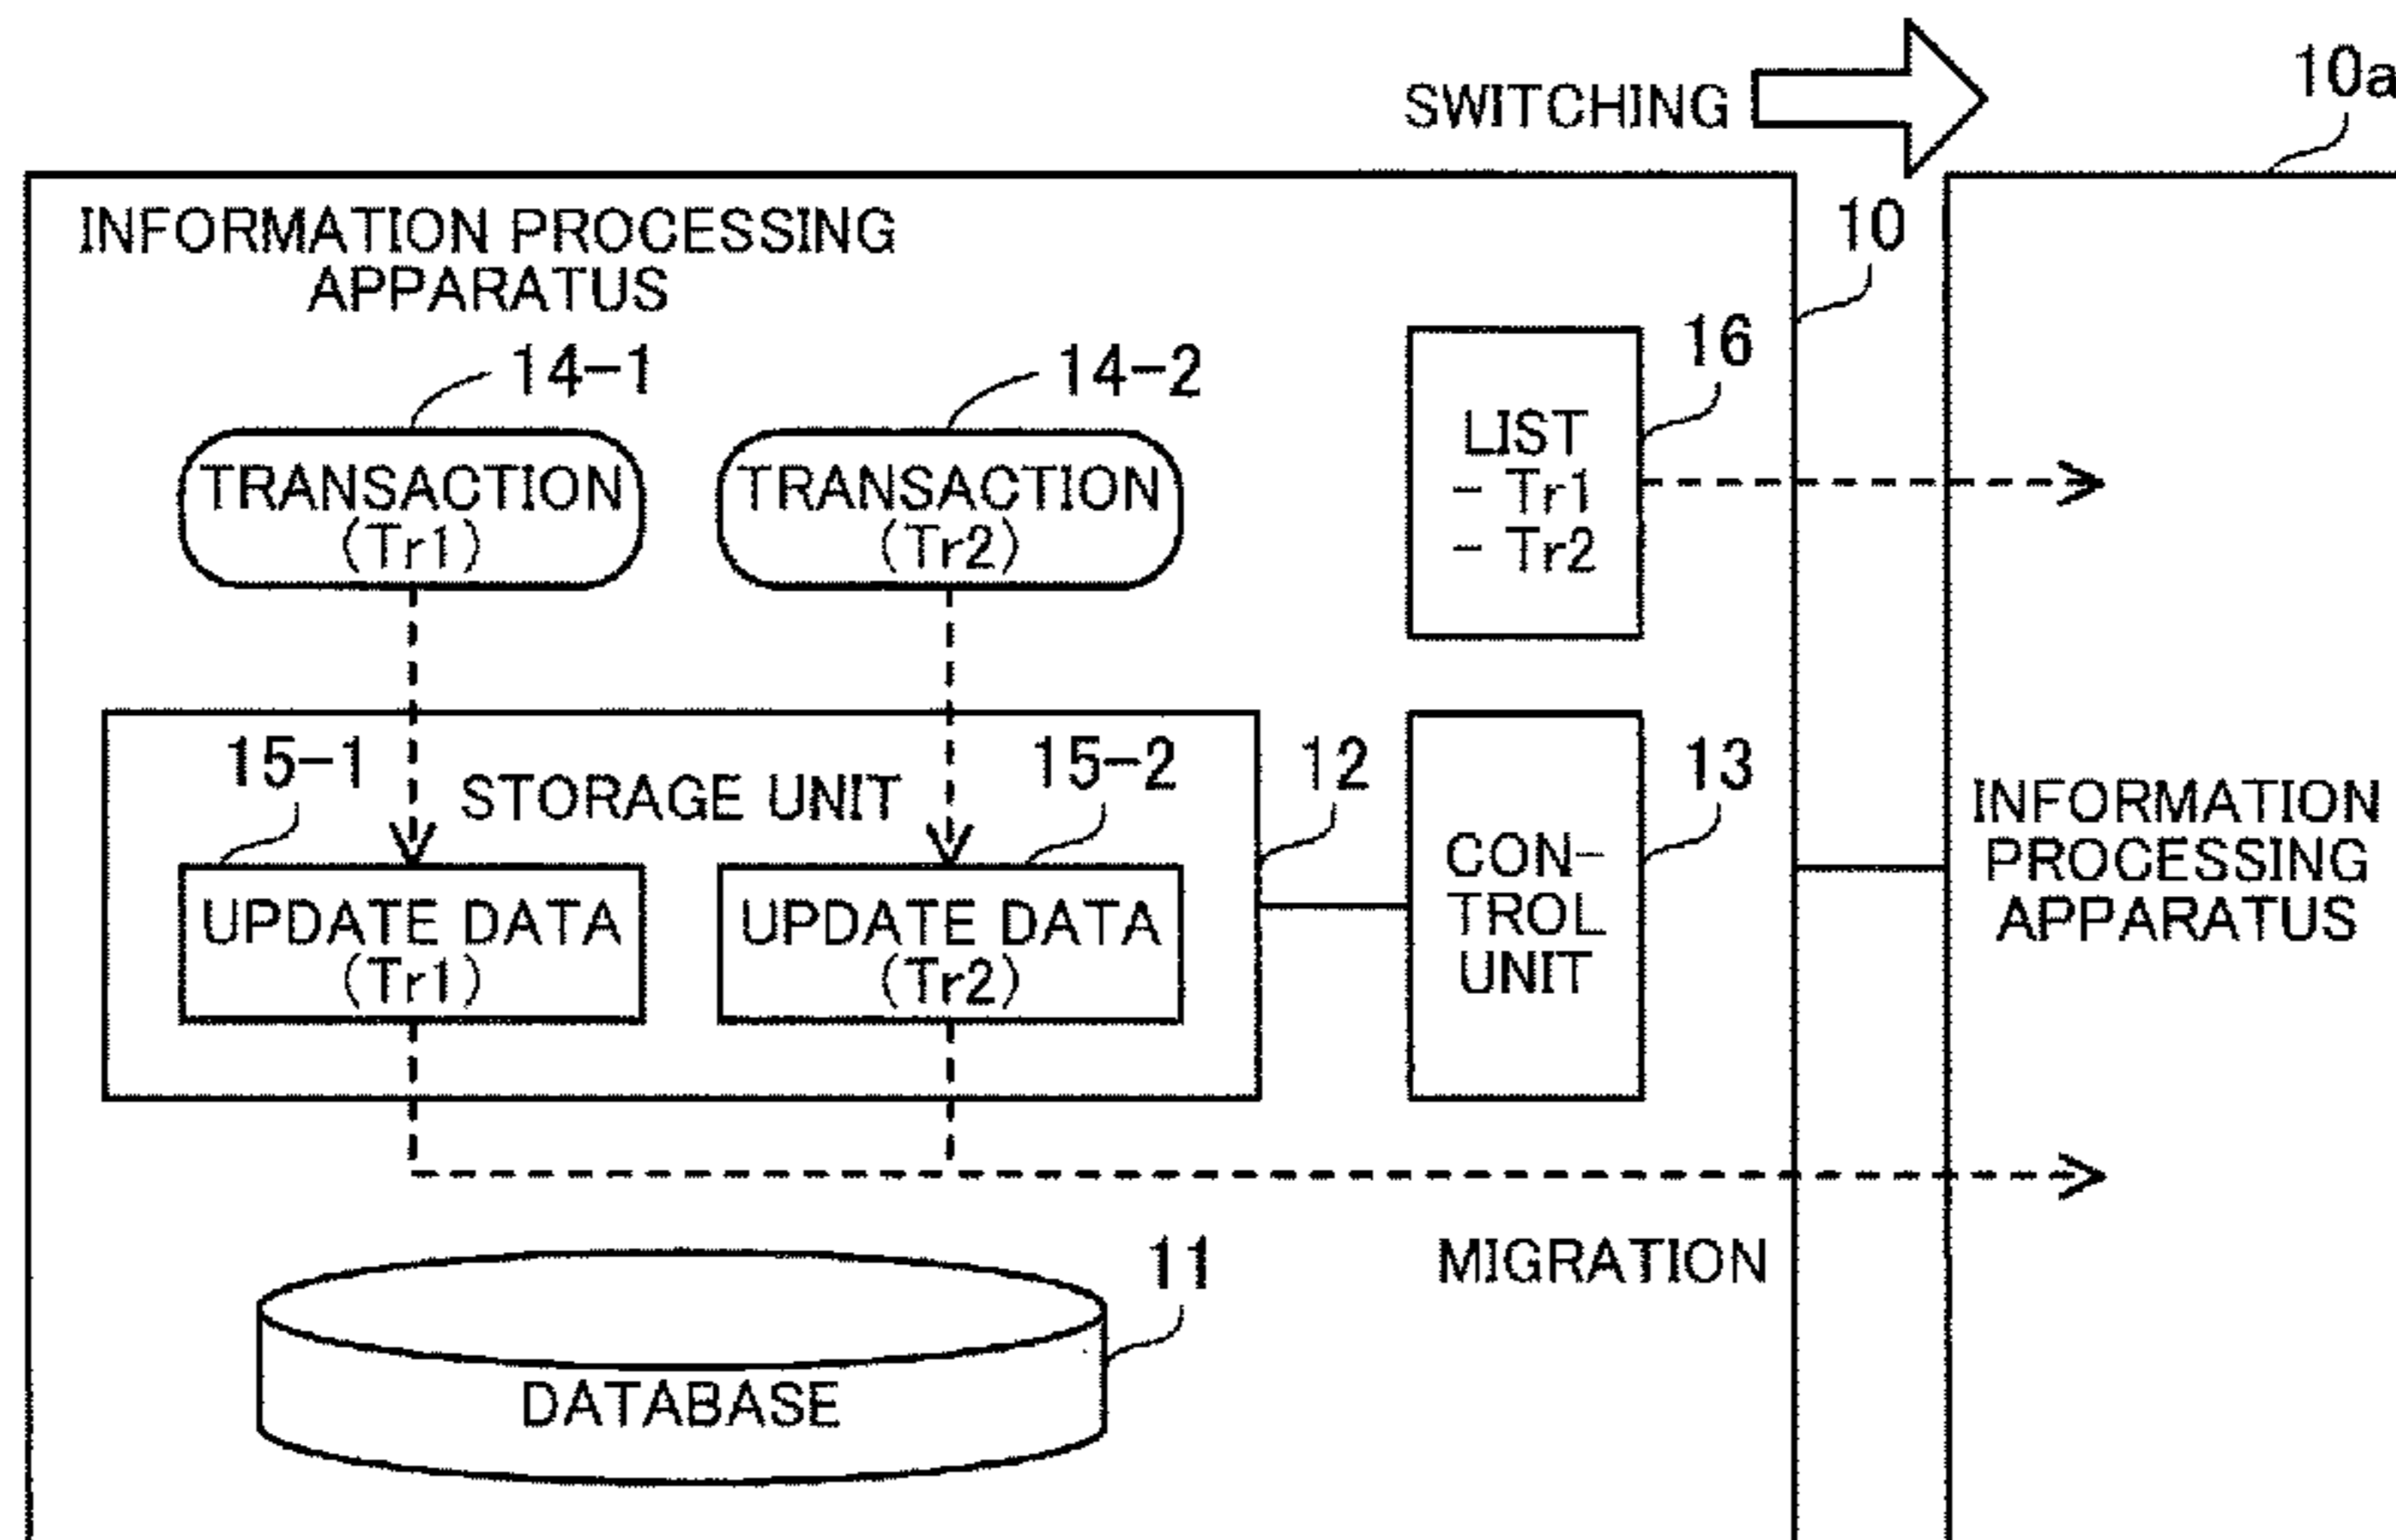 SWITCHING
10a
INFORMATION PROCESSING
APPARATUS
10
14-1
14-2
16
TRANSACTION
(Tr1)
TRANSACTION
(Tr2)
LIST
- Tr1
- Tr2
15-1
STORAGE UNIT
15-2
12
13
UPDATE DATA
(Tr1)
UPDATE DATA
(Tr2)
CON-
TROL
UNIT
INFORMATION
PROCESSING
APPARATUS
MIGRATION
11
DATABASE